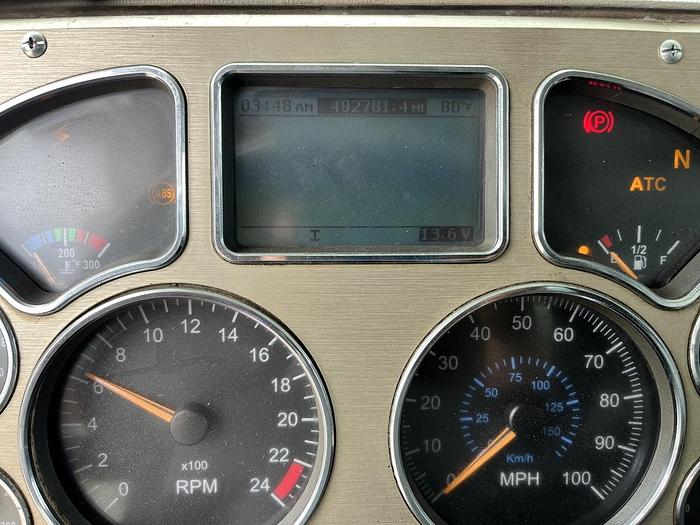 03:48 AM 492781.4 MI 80°F
13.6 V
ABS
200
°F 300
P
N
ATC
E 1/2 F
0 2 4 6 8 10 12 14 16 18 20 22 24
x100
RPM
0 10 20 30 40 50 60 70 80 90 100
0 25 50 75 100 125 150
Km/h
MPH